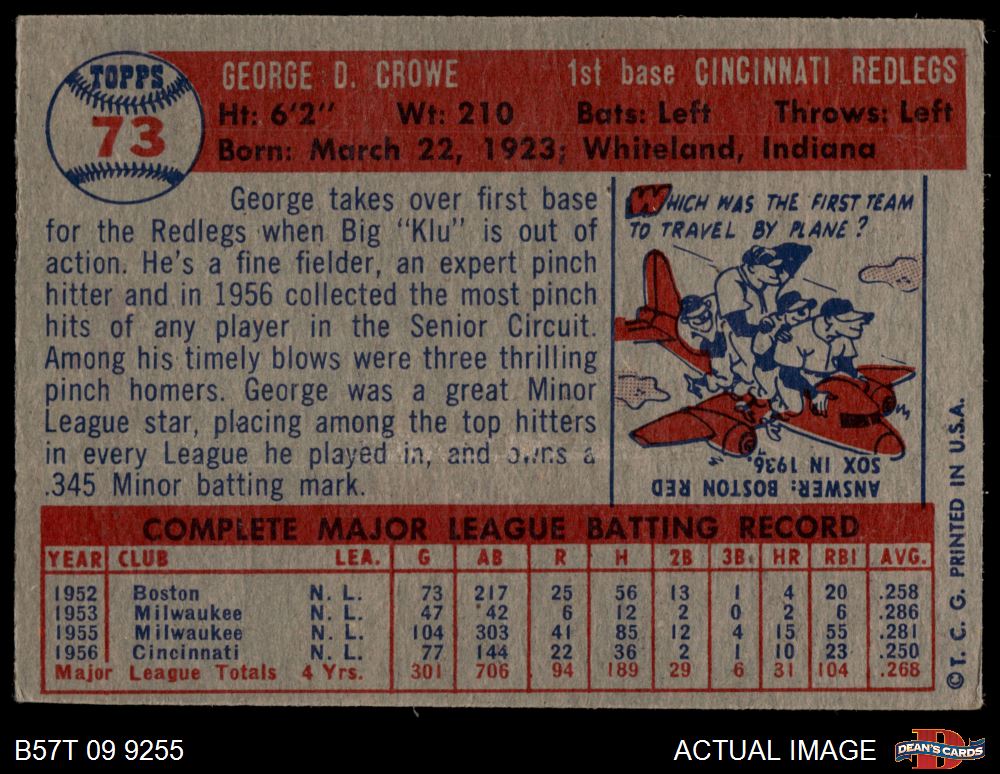 TOPPS
73
GEORGE D. CROWE 1st base CINCINNATI REDLEGS
Ht: 6'2" Wt: 210 Bats: Left Throws: Left
Born: March 22, 1923; Whiteland, Indiana
George takes over first base
for the Redlegs when Big "Klu" is out of
action. He's a fine fielder, an expert pinch
hitter and in 1956 collected the most pinch
hits of any player in the Senior Circuit.
Among his timely blows were three thrilling
pinch homers. George was a great Minor
League star, placing among the top hitters
in every League he played in, and owns a
.345 Minor batting mark.
WHICH WAS THE FIRST TEAM
TO TRAVEL BY PLANE?
ANSWER: BOSTON RED
SOX IN 1936.
COMPLETE MAJOR LEAGUE BATTING RECORD
YEAR CLUB LEA. G AB R H 2B 3B HR RBI AVG.
1952 Boston N. L. 73 217 25 56 13 1 4 20 .258
1953 Milwaukee N. L. 47 42 6 12 2 0 2 6 .286
1955 Milwaukee N. L. 104 303 41 85 12 4 15 55 .281
1956 Cincinnati N. L. 77 144 22 36 2 1 10 23 .250
Major League Totals 4 Yrs. 301 706 94 189 29 6 31 104 .268
©T. C. G. PRINTED IN U.S.A.
B57T 09 9255 ACTUAL IMAGE
DEAN'S CARDS